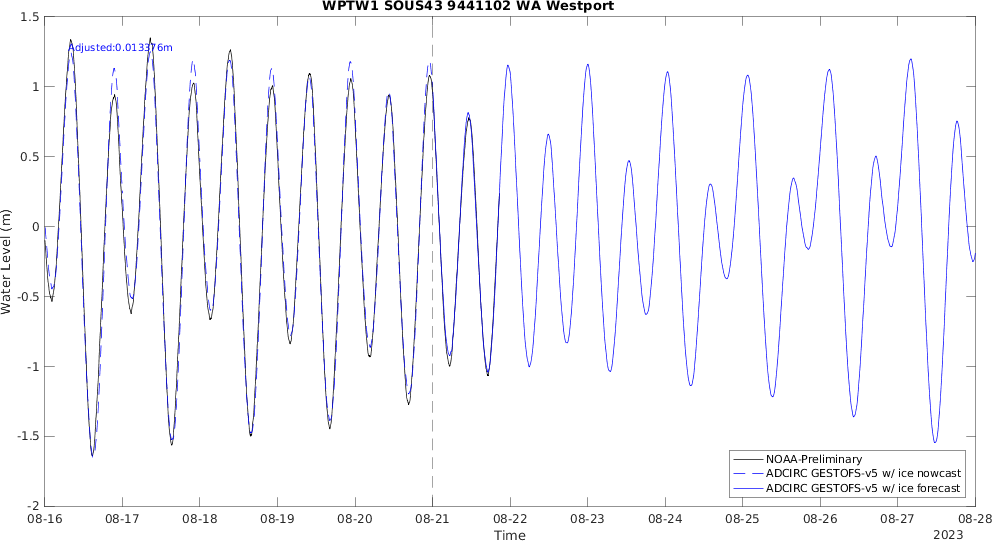 WPTW1 SOUS43 9441102 WA Westport
1.5
Adjusted:0.013376m
1
0.5
0
-0.5
-1
-1.5
-2
Water Level (m)
NOAA-Preliminary
ADCIRC GESTOFS-v5 w/ ice nowcast
ADCIRC GESTOFS-v5 w/ ice forecast
08-16 08-17 08-18 08-19 08-20 08-21 08-22 08-23 08-24 08-25 08-26 08-27 08-28
Time
2023